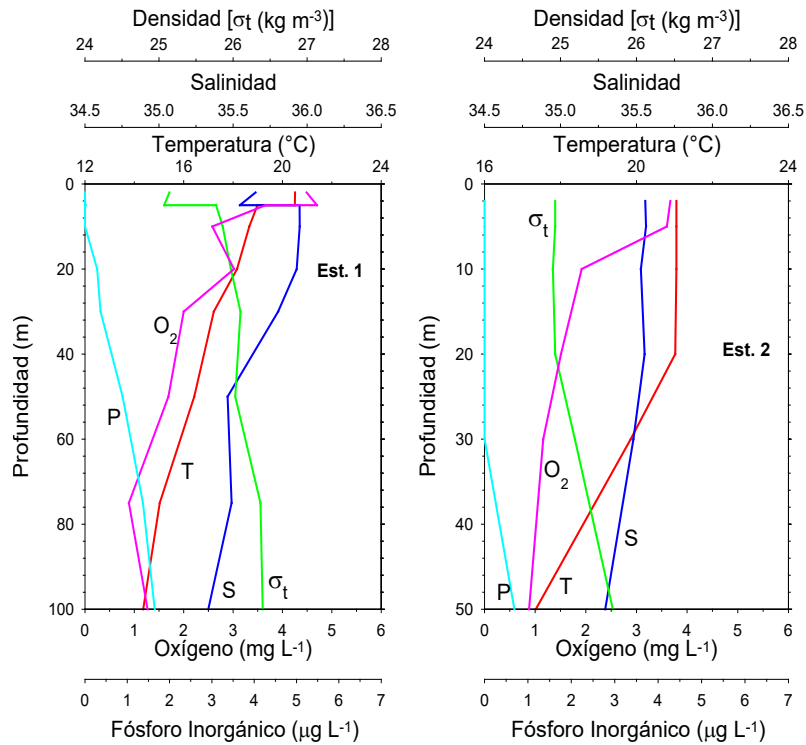 Densidad [σt (kg m-3)]
24 25 26 27 28
Salinidad
34.5 35.0 35.6 36.0 36.5
Temperatura (°C)
12 16 20 24
0
20
40
60
80
100
Profundidad (m)
Est. 1
O2
P
T
S
σt
0 1 2 3 4 5 6
Oxígeno (mg L-1)
0 1 2 3 4 5 6 7
Fósforo Inorgánico (μg L-1)
Densidad [σt (kg m-3)]
24 25 26 27 28
Salinidad
34.5 35.1 35.6 36.0 36.5
Temperatura (°C)
16 18 20 22 24
0
10
20
30
40
50
Profundidad (m)
σt
Est. 2
O2
S
P
T
0 1 2 3 4 5 6
Oxígeno (mg L-1)
0 1 2 3 4 5 6 7
Fósforo Inorgánico (μg L-1)